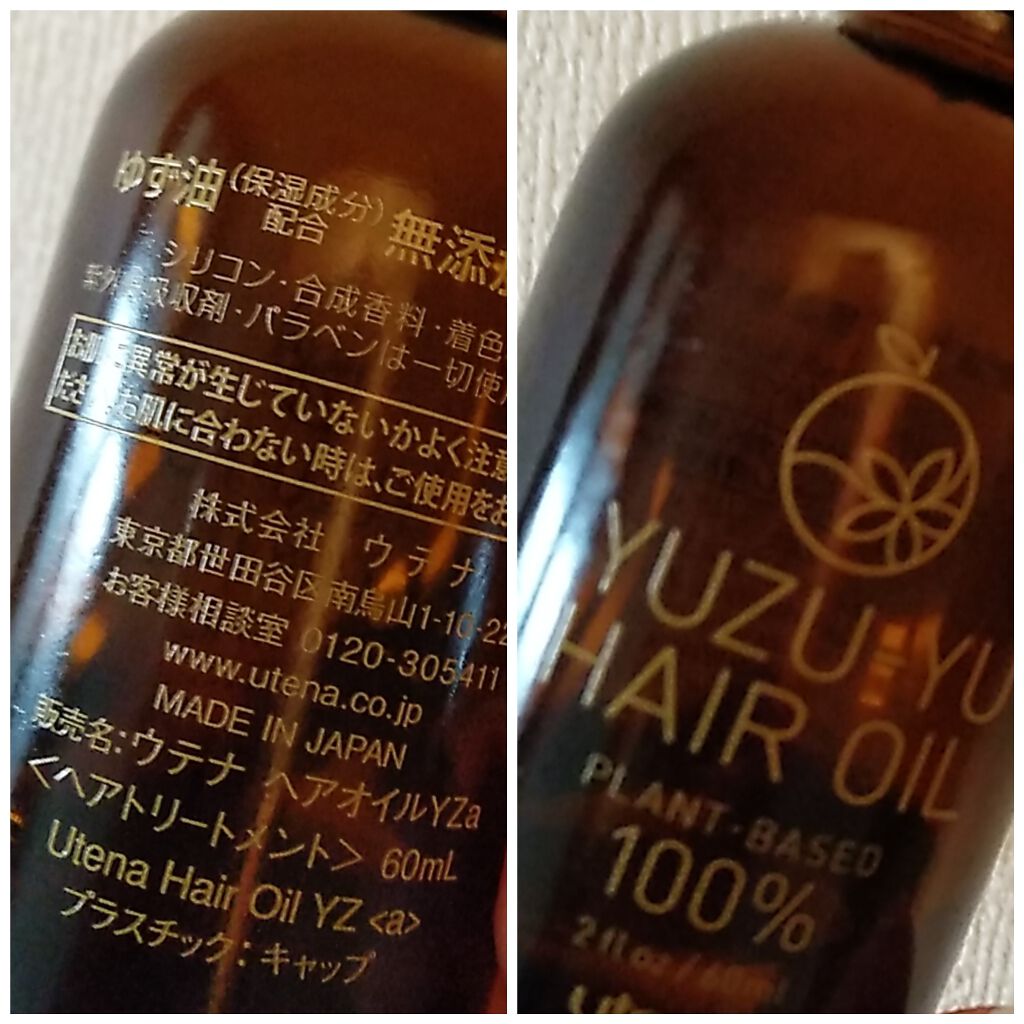 ゆず油(保湿成分)配合 無添
シリコン・合成香料・着色
吸収剤・パラベンは一切使
異常が生じていないかよく注意
お肌に合わない時は、ご使用をお
株式会社 ウテナ
東京都世田谷区南烏山1-10-22
お客様相談室 0120-305411
www.utena.co.jp
MADE IN JAPAN
販売名:ウテナ ヘアオイルYZa
<ヘアトリートメント> 60mL
Utena Hair Oil YZ <a>
プラスチック:キャップ
YUZU-YU
HAIR OIL
PLANT-BASED
100%
2 fl.oz/60ml